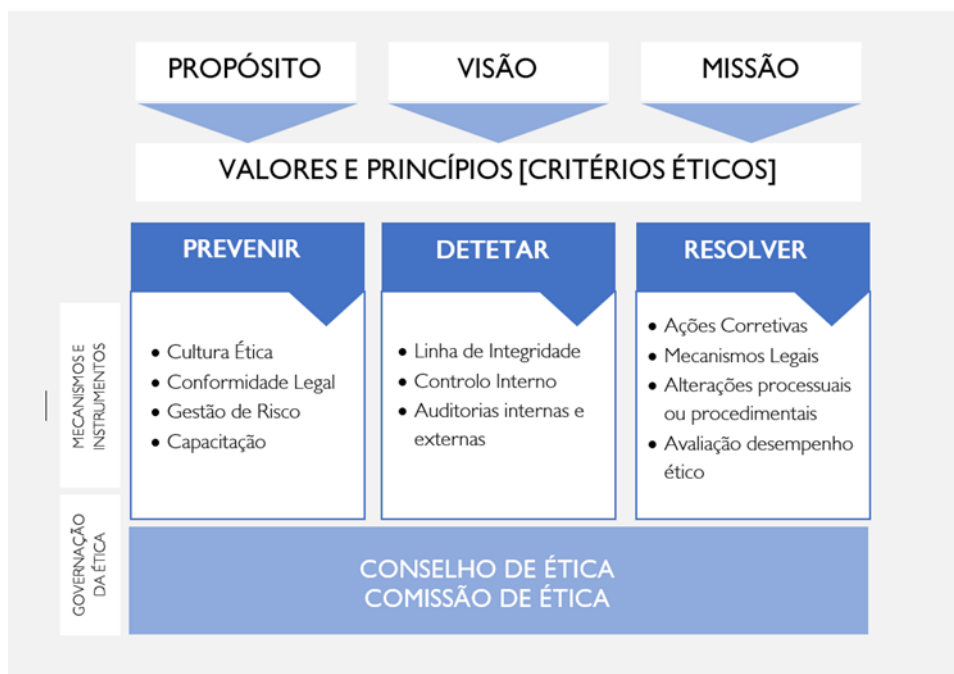 PROPÓSITO
VISÃO
MISSÃO
VALORES E PRINCÍPIOS [CRITÉRIOS ÉTICOS]
PREVENIR
DETETAR
RESOLVER
MECANISMOS E
INSTRUMENTOS
• Cultura Ética
• Conformidade Legal
• Gestão de Risco
• Capacitação
• Linha de Integridade
• Controlo Interno
• Auditorias internas e
externas
• Ações Corretivas
• Mecanismos Legais
• Alterações processuais
ou procedimentais
• Avaliação desempenho
ético
GOVERNAÇÃO
DA ÉTICA
CONSELHO DE ÉTICA
COMISSÃO DE ÉTICA